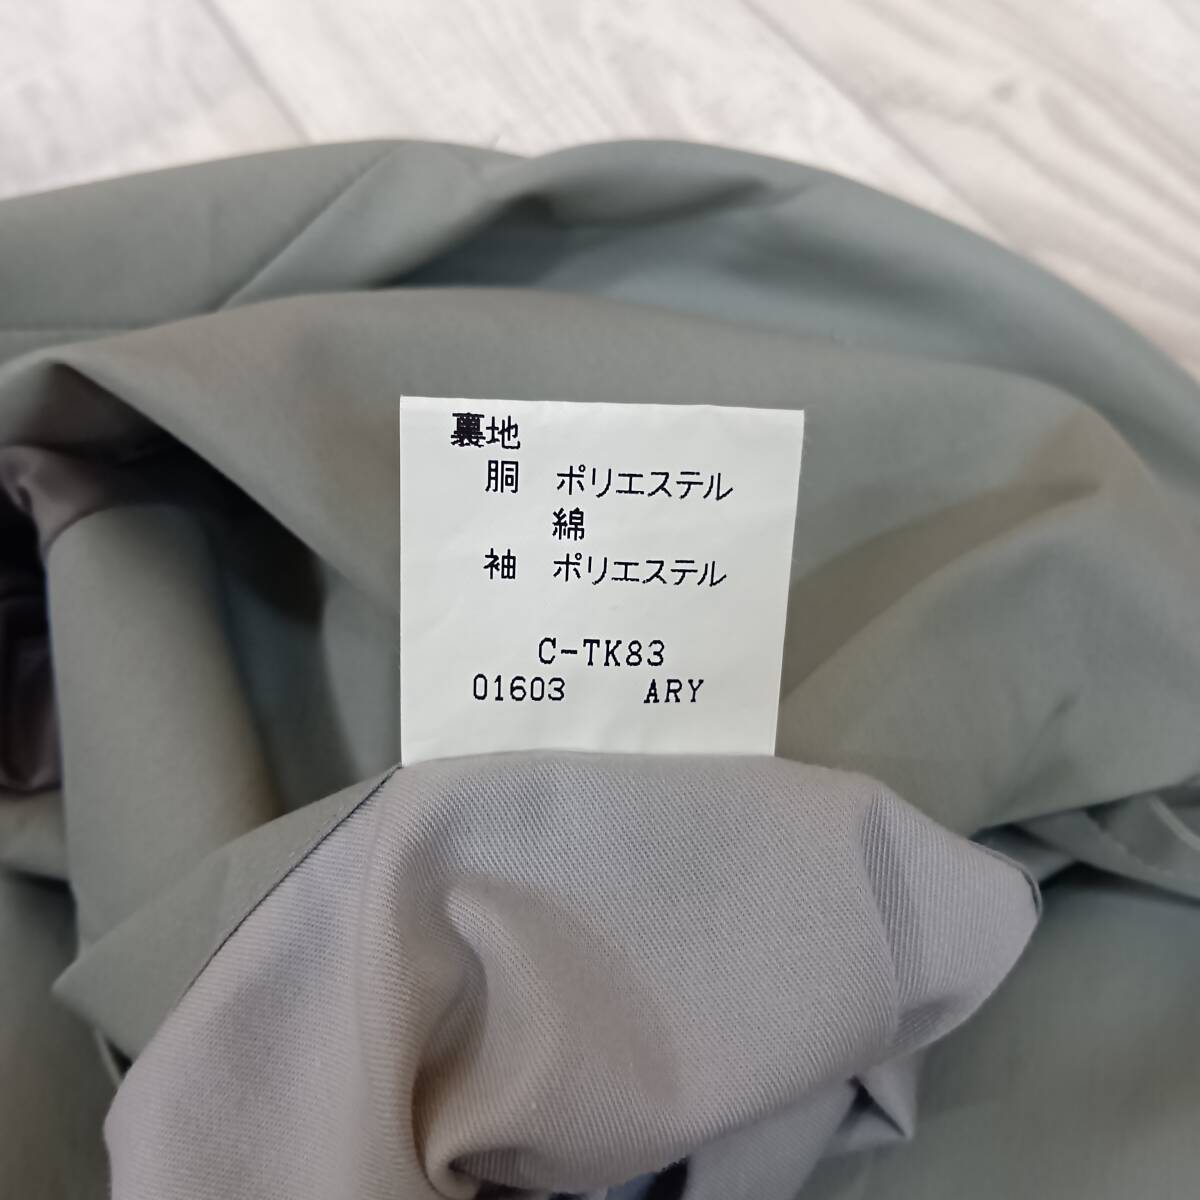 裏地
胴 ポリエステル
綿
袖 ポリエステル
C-TK83
01603 ARY